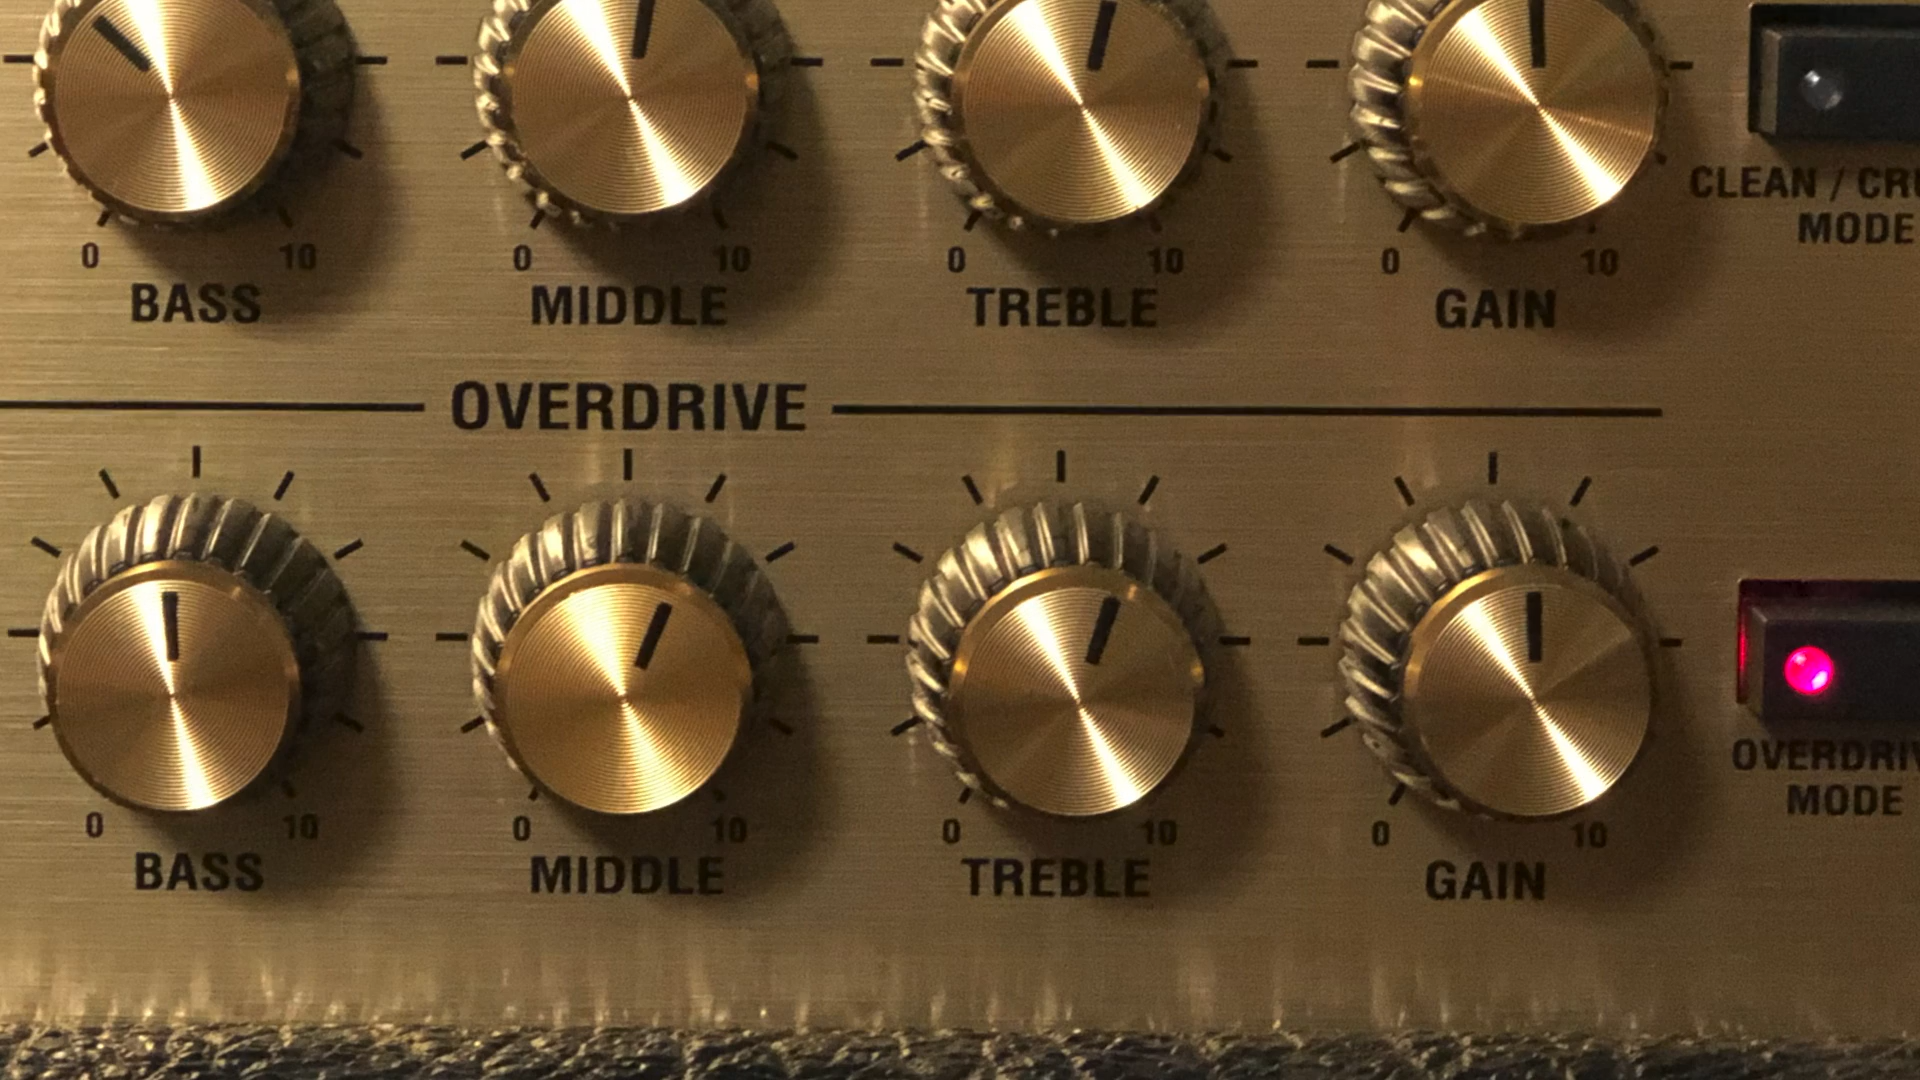 0 10 0 10 0 10 0 10
BASS MIDDLE TREBLE GAIN
CLEAN /
MODE
OVERDRIVE
0 10 0 10 0 10 0 10
BASS MIDDLE TREBLE GAIN
OVERDRIV
MODE